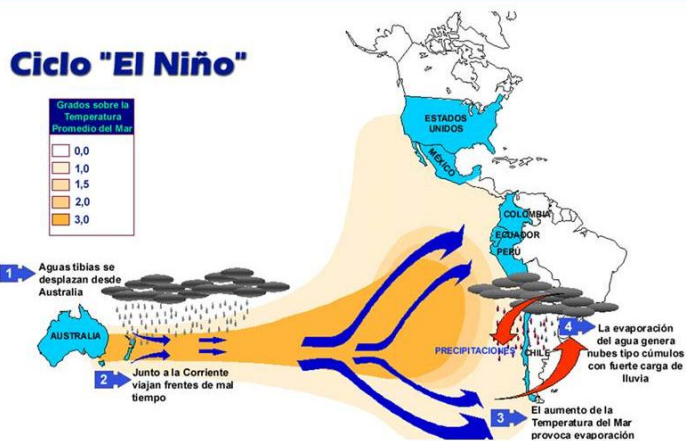 Ciclo "El Niño"
Grados sobre la
Temperatura
Promedio del Mar
0,0
1,0
1,5
2,0
3,0
ESTADOS
UNIDOS
MÉXICO
COLOMBIA
ECUADOR
PERÚ
1
Aguas tibias se
desplazan desde
Australia
AUSTRALIA
2
Junto a la Corriente
viajan frentes de mal
tiempo
PRECIPITACIONES
CHILE
4
La evaporación
del agua genera
nubes tipo cúmulos
con fuerte carga de
lluvia
3
El aumento de la
Temperatura del Mar
provoca evaporación